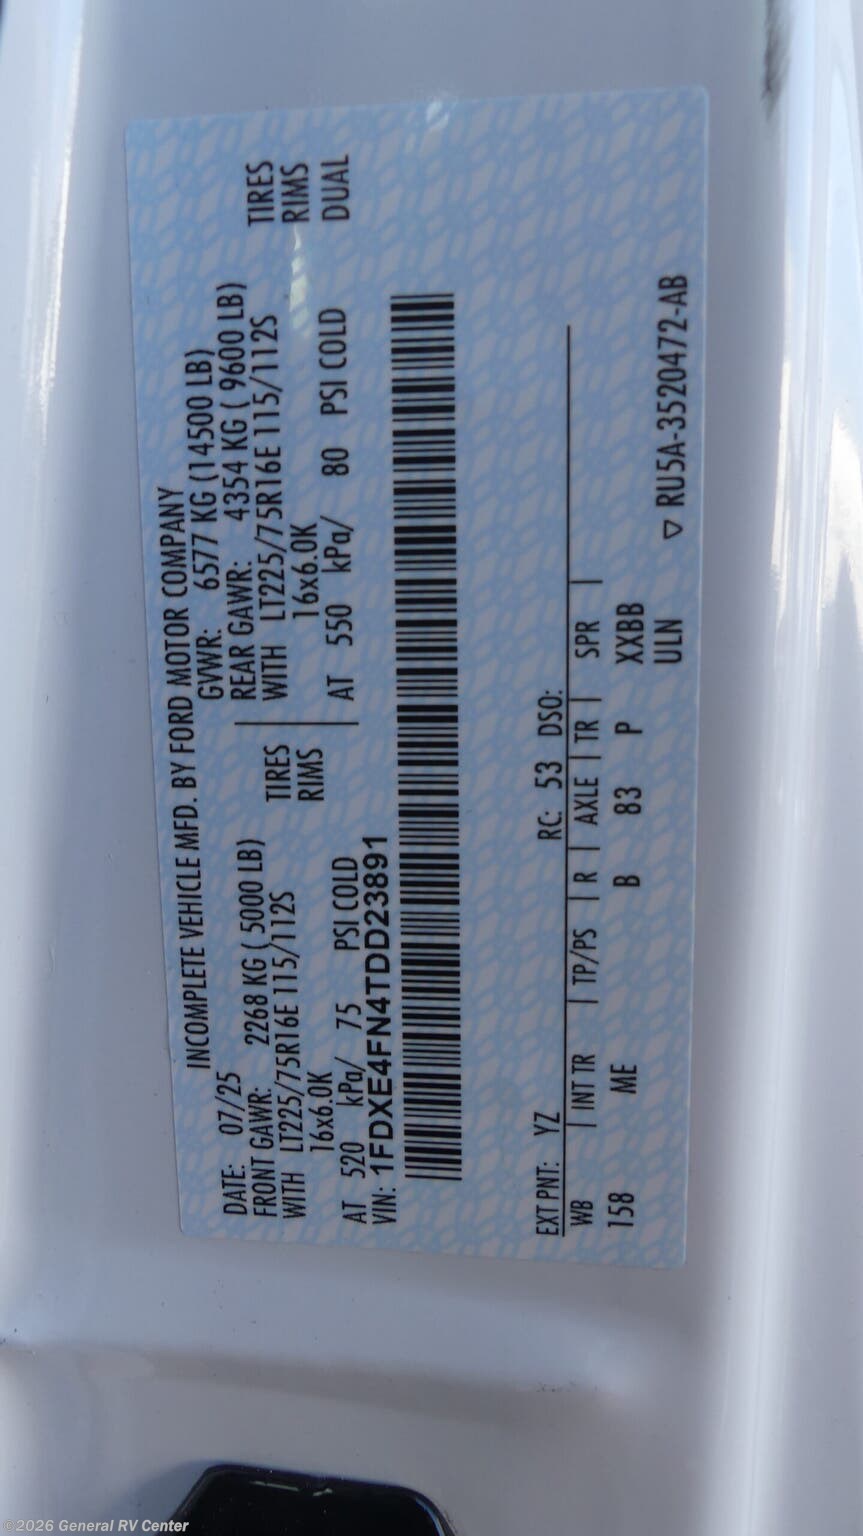 INCOMPLETE VEHICLE MFD. BY FORD MOTOR COMPANY
DATE: 07/25 GVWR: 6577 KG (14500 LB)
FRONT GAWR: 2268 KG ( 5000 LB) REAR GAWR: 4354 KG ( 9600 LB)
WITH LT225/75R16E 115/112S TIRES WITH LT225/75R16E 115/112S TIRES
16x6.0K RIMS 16x6.0K RIMS
AT 520 kPa/ 75 PSI COLD AT 550 kPa/ 80 PSI COLD DUAL
VIN: 1FDXE4FN4TDD23891
EXT PNT: YZ RC: 53 DSO:
WB | INT TR | TP/PS | R | AXLE | TR | SPR |
158 ME B 83 P XXBB
ULN ▽ RU5A-3520472-AB
©2026 General RV Center